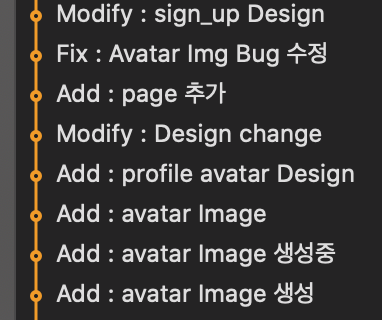 Modify : sign_up Design
Fix : Avatar Img Bug 수정
Add : page 추가
Modify : Design change
Add : profile avatar Design
Add : avatar Image
Add : avatar Image 생성중
Add : avatar Image 생성